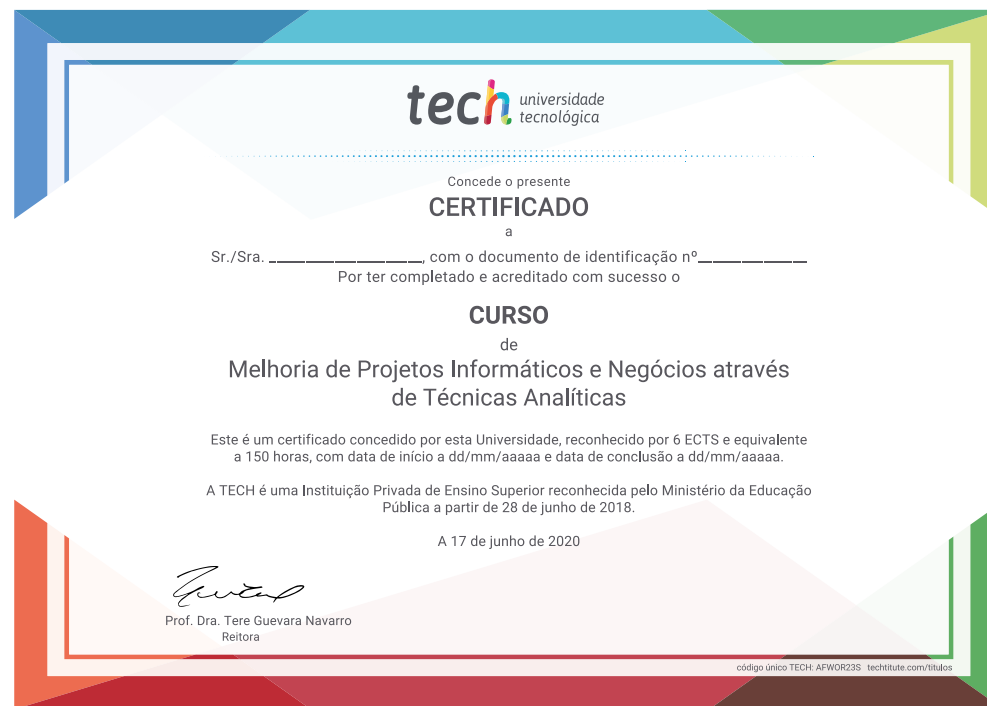 tech universidade
tecnológica
Concede o presente
CERTIFICADO
a
Sr./Sra. ____________________, com o documento de identificação nº______________
Por ter completado e acreditado com sucesso o
CURSO
de
Melhoria de Projetos Informáticos e Negócios através
de Técnicas Analíticas
Este é um certificado concedido por esta Universidade, reconhecido por 6 ECTS e equivalente
a 150 horas, com data de início a dd/mm/aaaaa e data de conclusão a dd/mm/aaaaa.
A TECH é uma Instituição Privada de Ensino Superior reconhecida pelo Ministério da Educação
Pública a partir de 28 de junho de 2018.
A 17 de junho de 2020
Prof. Dra. Tere Guevara Navarro
Reitora
código único TECH: AFWOR23S techtitute.com/titulos